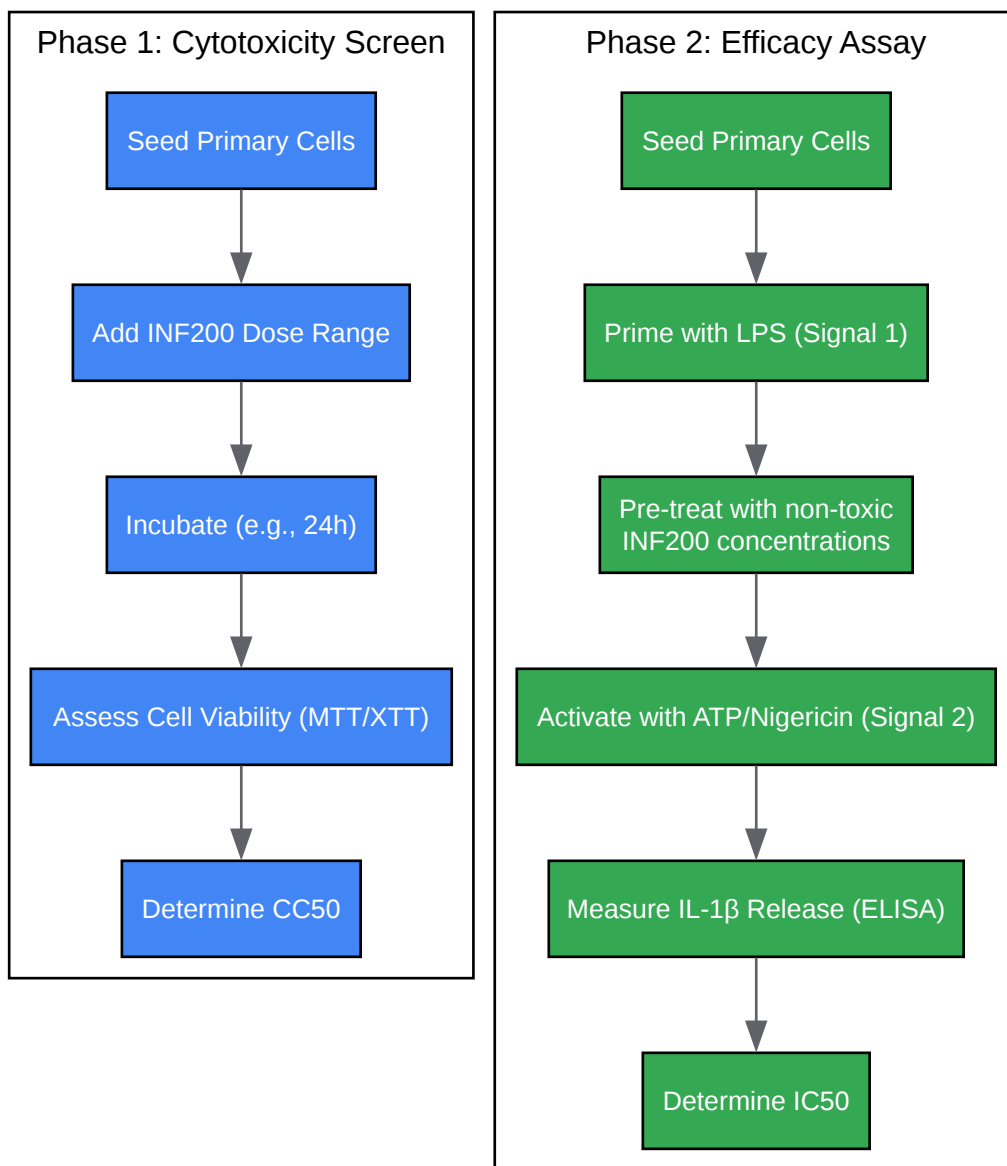 Phase 1: Cytotoxicity Screen
Seed Primary Cells
Add INF200 Dose Range
Incubate (e.g., 24h)
Assess Cell Viability (MTT/XTT)
Determine CC50
Phase 2: Efficacy Assay
Seed Primary Cells
Prime with LPS (Signal 1)
Pre-treat with non-toxic
INF200 concentrations
Activate with ATP/Nigericin (Signal 2)
Measure IL-1β Release (ELISA)
Determine IC50